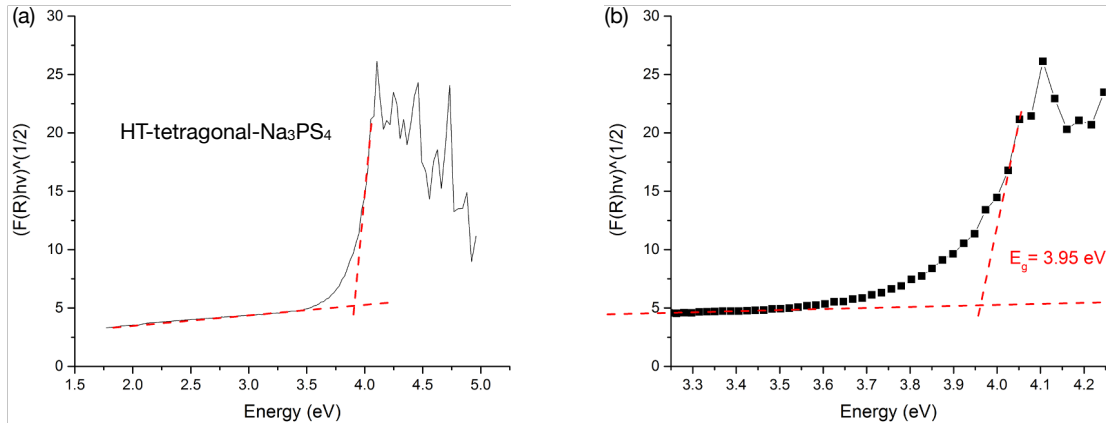 (a)
30
25
20
15
10
5
0
(F(R)hv)^(1/2)
HT-tetragonal-Na₃PS₄
1.5 2.0 2.5 3.0 3.5 4.0 4.5 5.0
Energy (eV)
(b)
30
25
20
15
10
5
0
(F(R)hv)^(1/2)
E_g= 3.95 eV
3.3 3.4 3.5 3.6 3.7 3.8 3.9 4.0 4.1 4.2
Energy (eV)